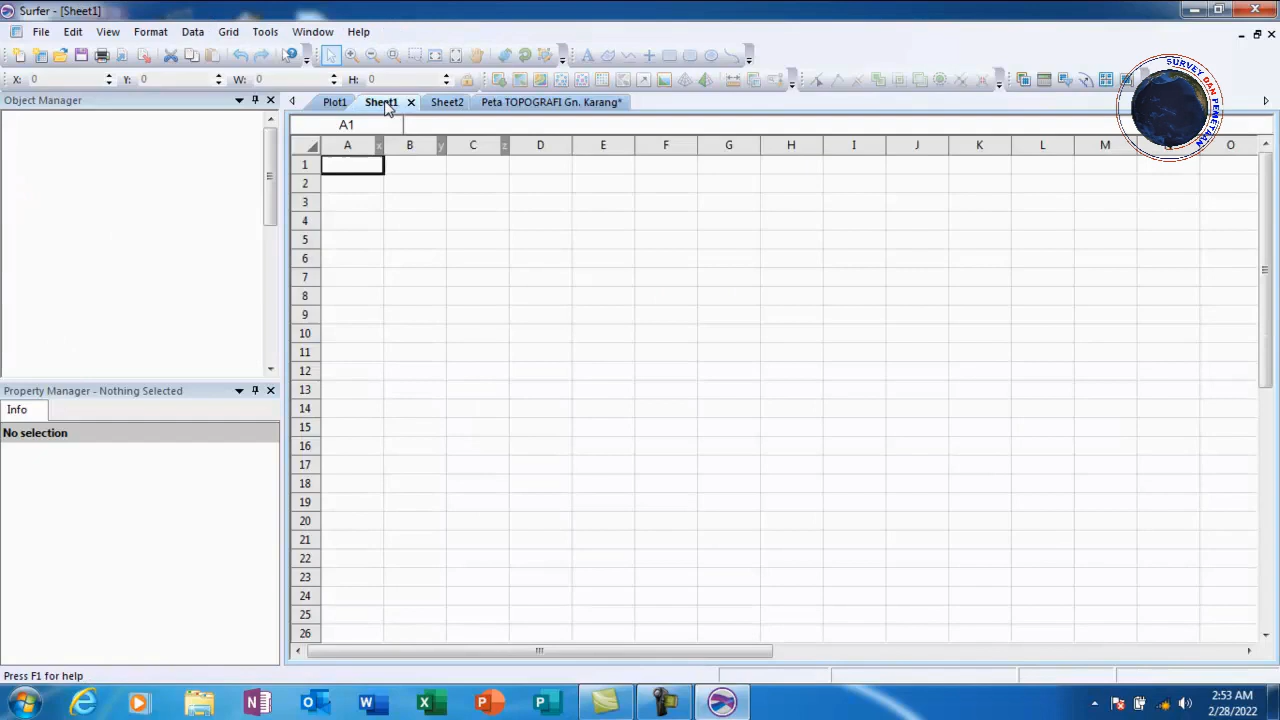 Surfer - [Sheet1]
File Edit View Format Data Grid Tools Window Help
X: 0 Y: 0 W: 0 H: 0
Object Manager
Plot1 Sheet1 Sheet2 Peta TOPOGRAFI Gn. Karang*
A1
A x B y C z D E F G H I J K L M O
1
2
3
4
5
6
7
8
9
10
11
12
13
14
15
16
17
18
19
20
21
22
23
24
25
26
Property Manager - Nothing Selected
Info
No selection
Press F1 for help
SURVEY DAN PEMETAAN
2:53 AM
2/28/2022